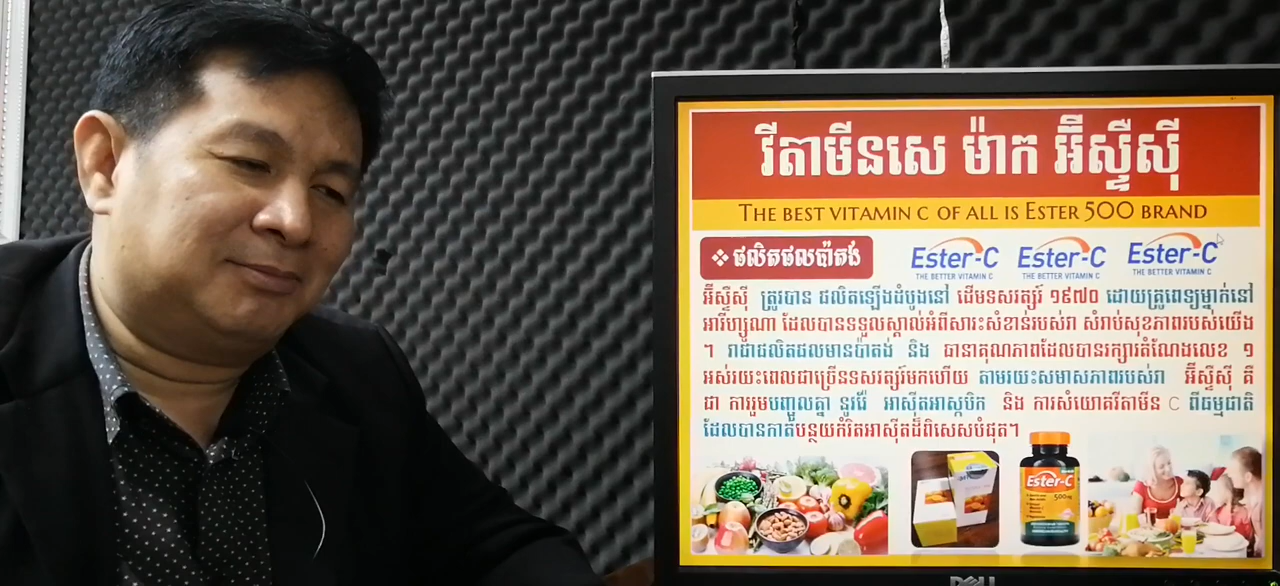 វីតាមីនសេ ម៉ាក អ៊ីស្ទឺស៊ី
THE BEST VITAMIN C OF ALL IS ESTER 500 BRAND
❖ ផលិតផលប៉ាតង់
Ester-C Ester-C Ester-C
THE BETTER VITAMIN C THE BETTER VITAMIN C THE BETTER VITAMIN C
អ៊ីស្ទឺស៊ី ត្រូវបាន ផលិតឡើងដំបូងនៅ ដើមទសវត្សរ៍ ១៩៧០ ដោយគ្រូពេទ្យម្នាក់នៅ
អារីហ្សូណា ដែលបានទទួលស្គាល់អំពីសារៈសំខាន់របស់វា សំរាប់សុខភាពរបស់យើង
។ វាជាផលិតផលមានប៉ាតង់ និង ធានាគុណភាពដែលបានរក្សារតំណែងលេខ ១
អស់រយៈពេលជាច្រើនទសវត្សរ៍មកហើយ តាមរយៈសមាសភាពរបស់វា អ៊ីស្ទឺស៊ី គឺ
ជា ការរួមបញ្ចូលគ្នា នូវវ៉ែ អាស៊ីតអាស្កូប៊ិក និង ការសំយោគវីតាមីន C ពីធម្មជាតិ
ដែលបានកាត់បន្ថយកំរិតអាស៊ីតដ៏ពិសេសបំផុត។
Ester-C
500mg
DELL